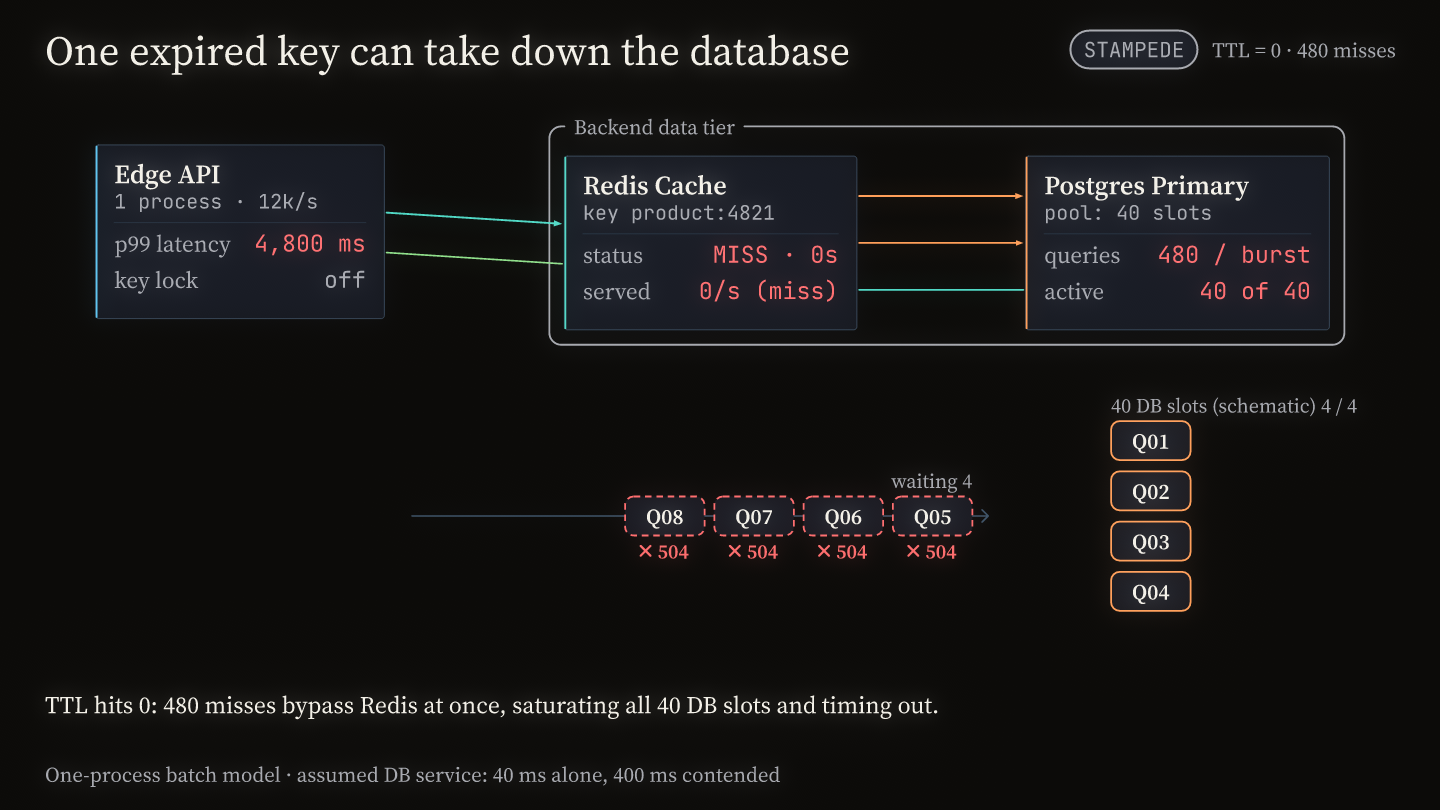 One expired key can take down the database
STAMPEDE
TTL = 0 · 480 misses
Backend data tier
Edge API
1 process · 12k/s
p99 latency 4,800 ms
key lock off
Redis Cache
key product:4821
status MISS · 0s
served 0/s (miss)
Postgres Primary
pool: 40 slots
queries 480 / burst
active 40 of 40
40 DB slots (schematic) 4 / 4
Q01
Q02
Q03
Q04
waiting 4
Q08 Q07 Q06 Q05
✕ 504 ✕ 504 ✕ 504 ✕ 504
TTL hits 0: 480 misses bypass Redis at once, saturating all 40 DB slots and timing out.
One-process batch model · assumed DB service: 40 ms alone, 400 ms contended